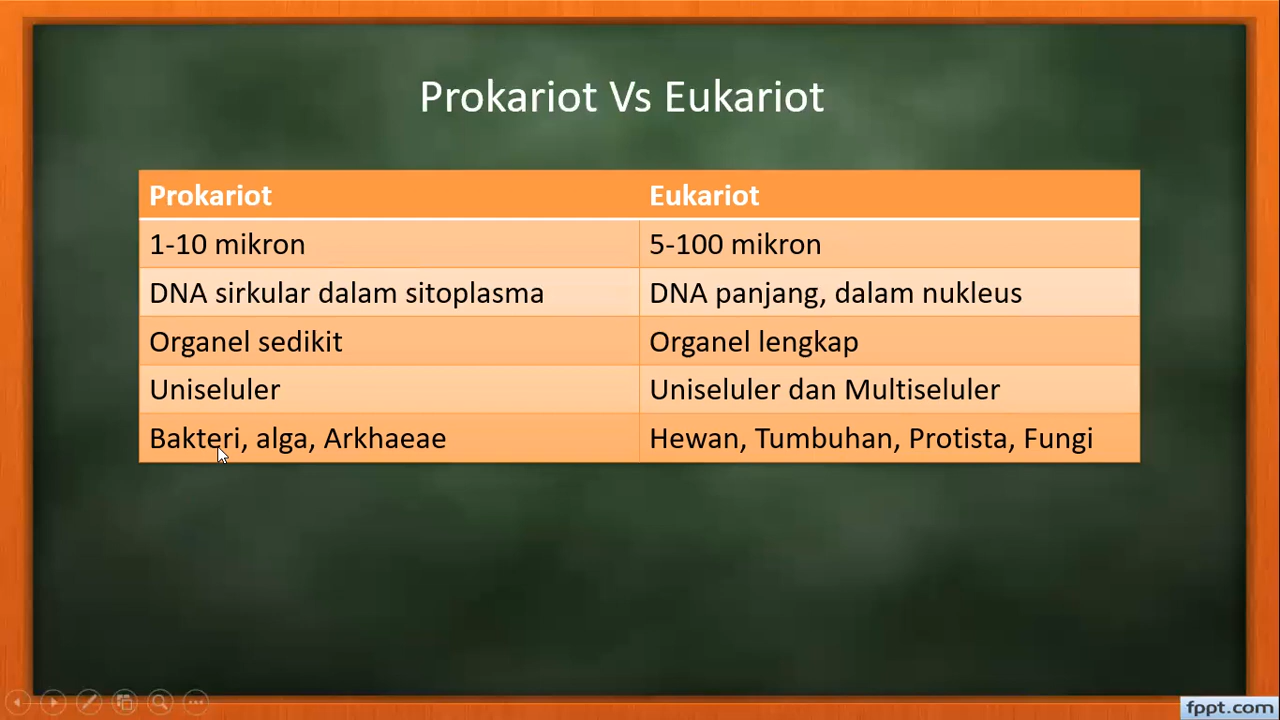 Prokariot Vs Eukariot
Prokariot
Eukariot
1-10 mikron
5-100 mikron
DNA sirkular dalam sitoplasma
DNA panjang, dalam nukleus
Organel sedikit
Organel lengkap
Uniseluler
Uniseluler dan Multiseluler
Bakteri, alga, Arkhaeae
Hewan, Tumbuhan, Protista, Fungi
fppt.com